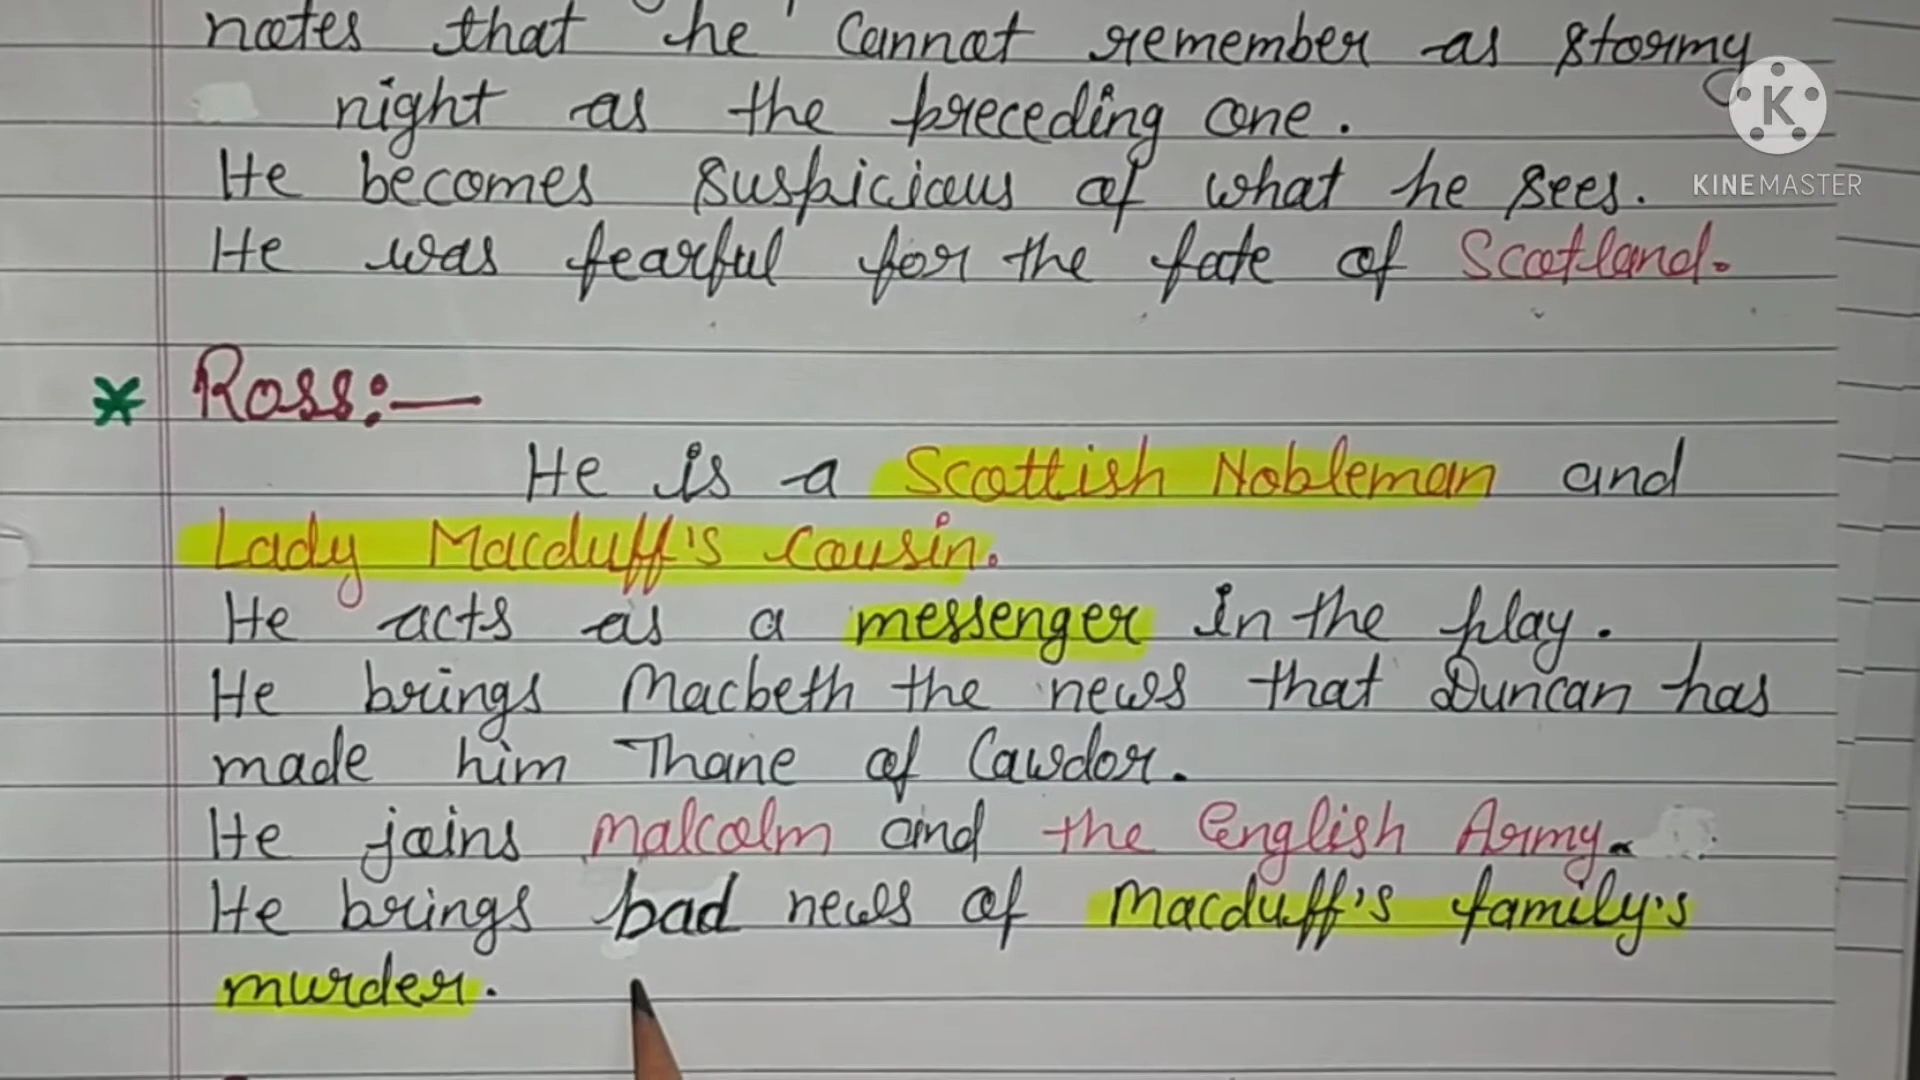 notes that he cannot remember as stormy
night as the preceding one.
He becomes suspicious of what he sees.
He was fearful for the fate of Scotland.
* Ross:—
He is a Scottish Nobleman and
Lady Macduff's cousin.
He acts as a messenger in the play.
He brings Macbeth the news that Duncan has
made him Thane of Cawdor.
He joins Malcolm and the English Army.
He brings bad news of Macduff's family's
murder.
K
KINEMASTER